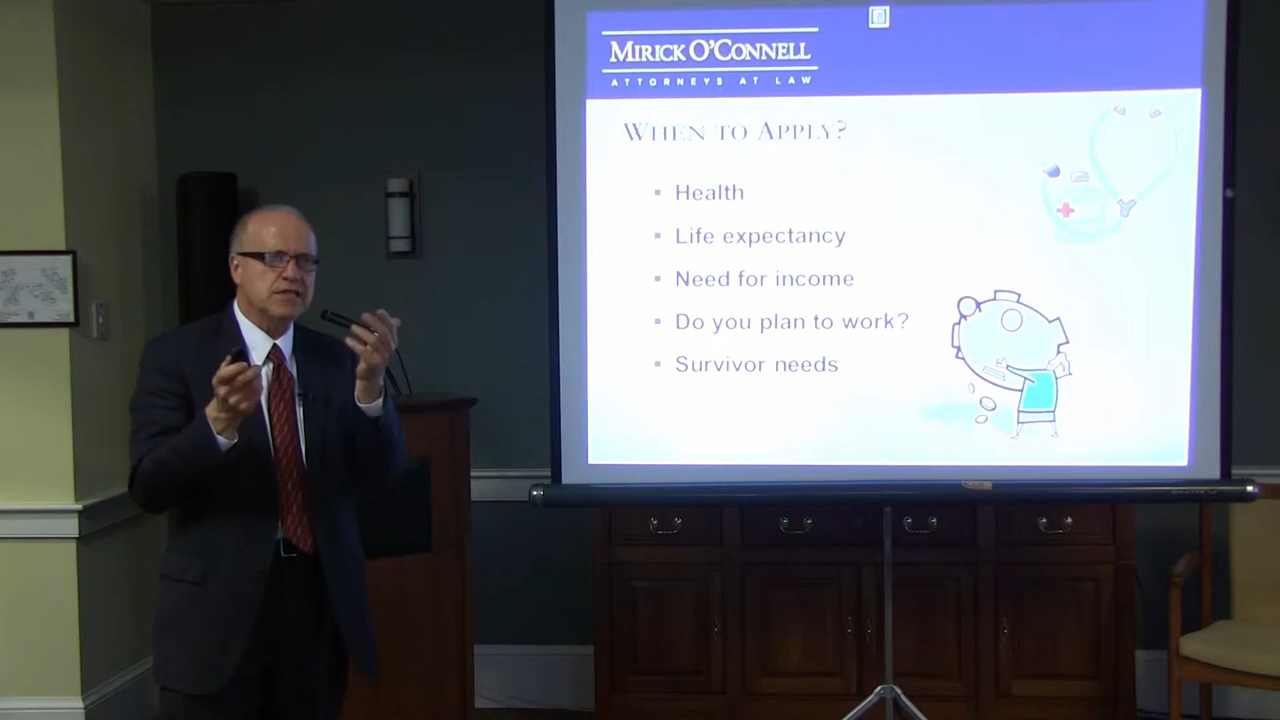 MIRICK O'CONNELL
ATTORNEYS AT LAW
WHEN TO APPLY?
▪ Health
▪ Life expectancy
▪ Need for income
▪ Do you plan to work?
▪ Survivor needs